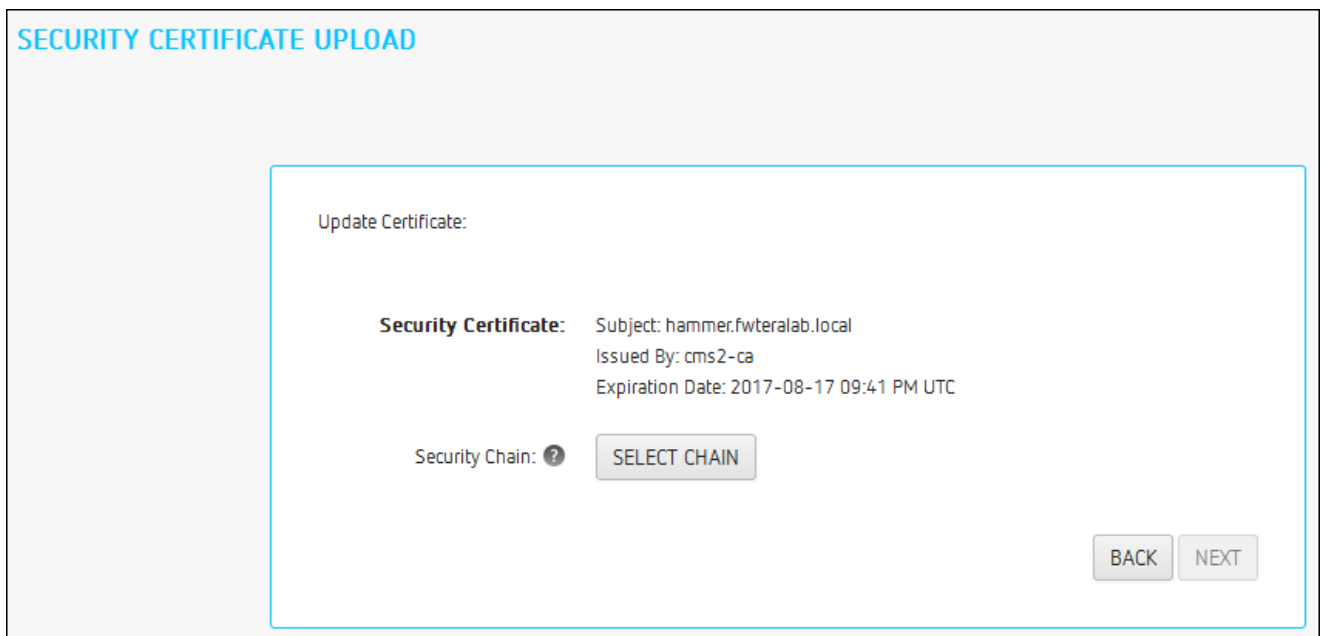 SECURITY CERTIFICATE UPLOAD
Update Certificate:
Security Certificate: Subject: hammer.fwteralab.local
Issued By: cms2-ca
Expiration Date: 2017-08-17 09:41 PM UTC
Security Chain: ? SELECT CHAIN
BACK NEXT